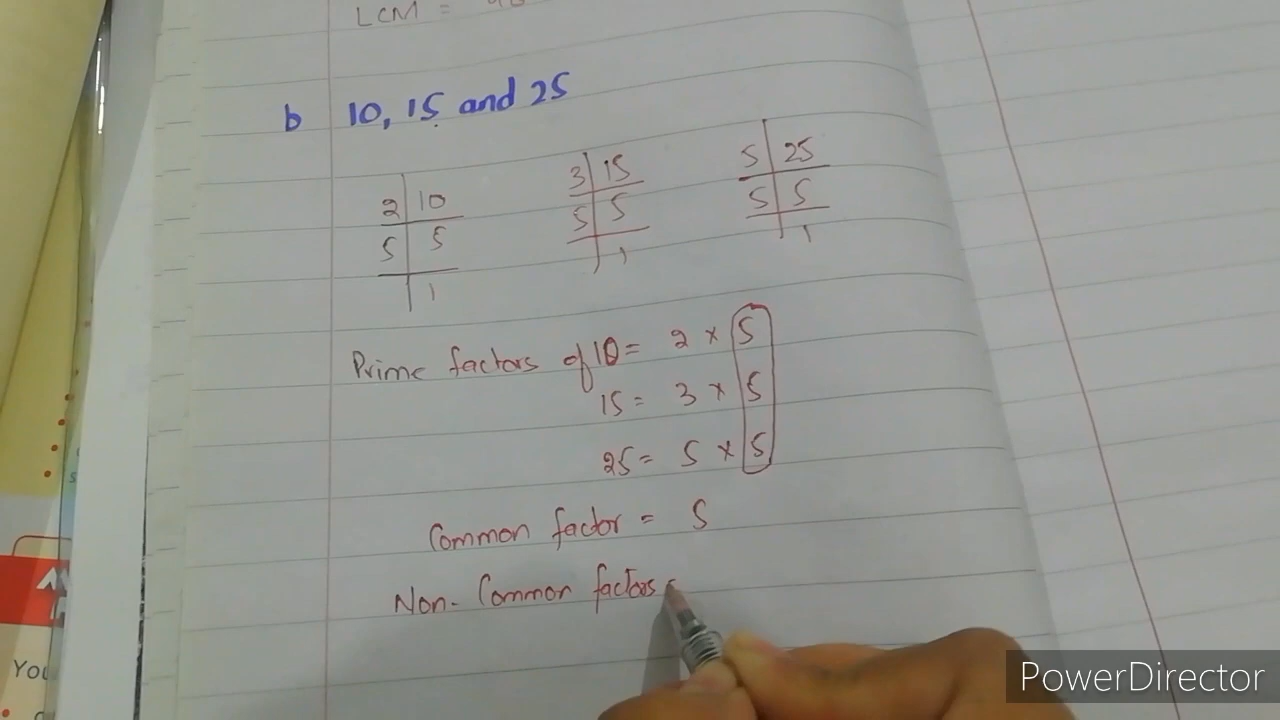 LCM =
b 10, 15 and 25
2 10 3 15 5 25
5 5 5 5 5 5
1 1 1
Prime factors of 10 = 2 × 5
15 = 3 × 5
25 = 5 × 5
Common factor = 5
Non-Common factors
You
PowerDirector